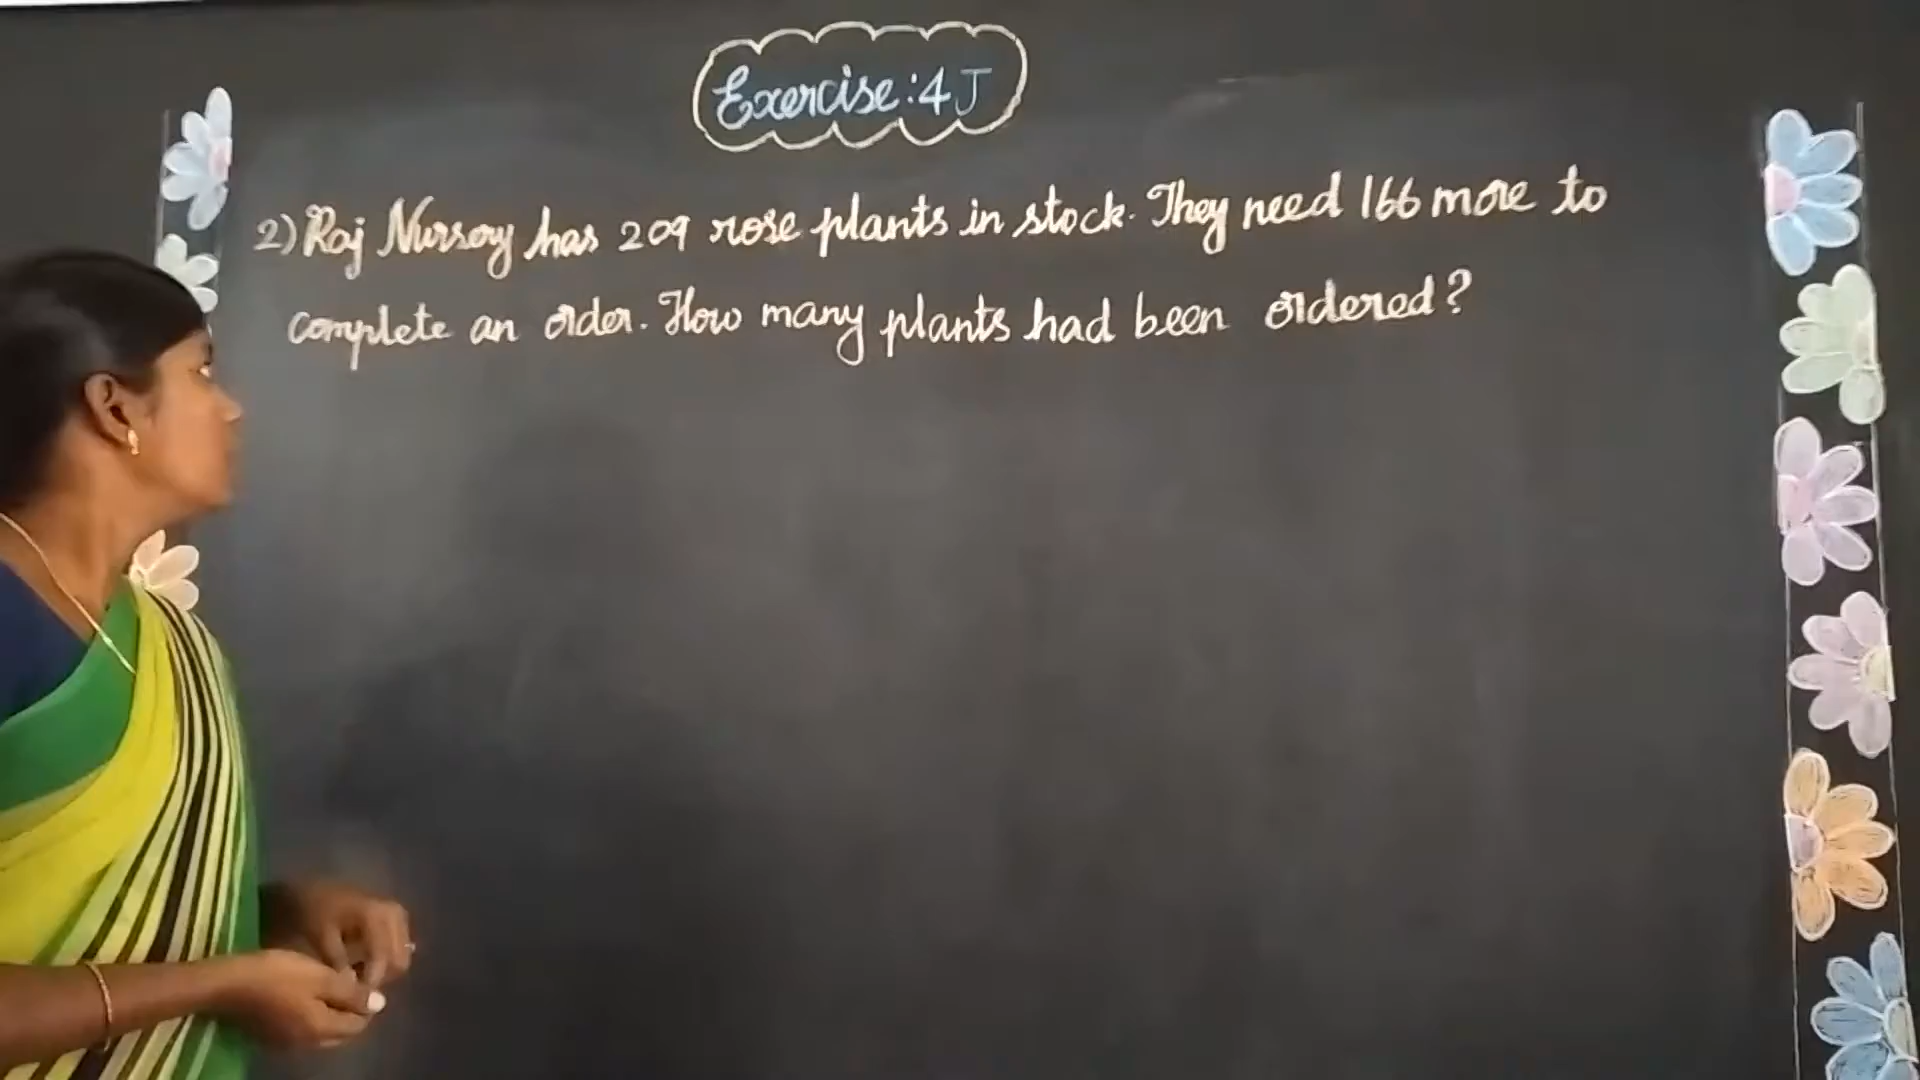 Exercise:4J
2) Raj Nursery has 209 rose plants in stock. They need 166 more to
complete an order. How many plants had been ordered?